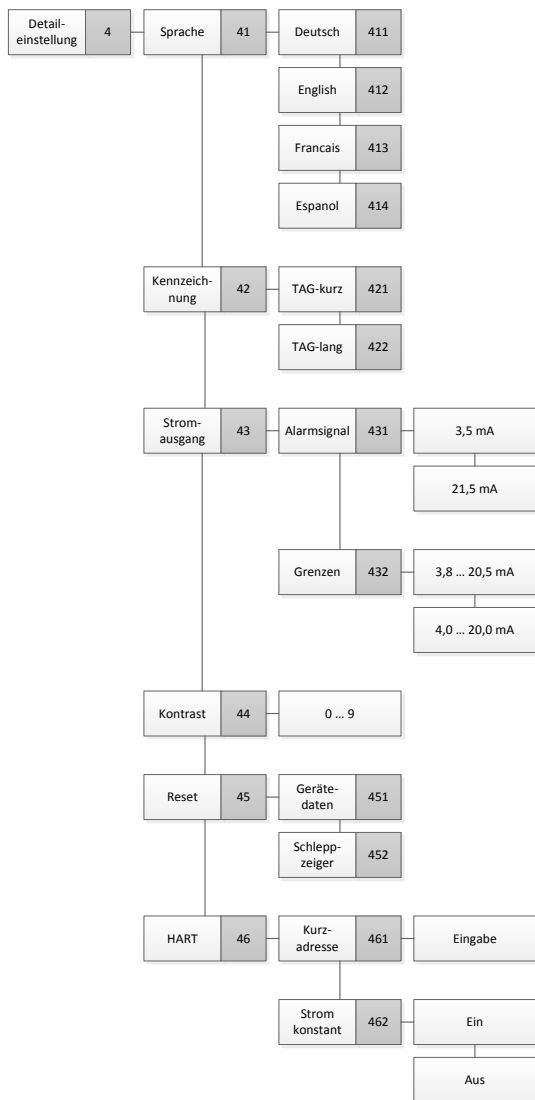 Detail-
einstellung
4
Sprache
41
Deutsch
411
English
412
Francais
413
Espanol
414
Kennzeich-
nung
42
TAG-kurz
421
TAG-lang
422
Strom-
ausgang
43
Alarmsignal
431
3,5 mA
21,5 mA
Grenzen
432
3,8 ... 20,5 mA
4,0 ... 20,0 mA
Kontrast
44
0 ... 9
Reset
45
Geräte-
daten
451
Schlepp-
zeiger
452
HART
46
Kurz-
adresse
461
Eingabe
Strom
konstant
462
Ein
Aus